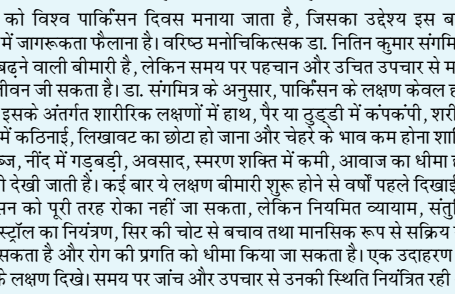 को विश्व पार्किंसन दिवस मनाया जाता है, जिसका उद्देश्य इस ब
में जागरूकता फैलाना है। वरिष्ठ मनोचिकित्सक डा. नितिन कुमार संगमि
बढ़ने वाली बीमारी है, लेकिन समय पर पहचान और उचित उपचार से म
जीवन जी सकता है। डा. संगमित्र के अनुसार, पार्किंसन के लक्षण केवल ह
इसके अंतर्गत शारीरिक लक्षणों में हाथ, पैर या ठुड्डी में कंपकंपी, शरी
में कठिनाई, लिखावट का छोटा हो जाना और चेहरे के भाव कम होना शामि
ब्ज, नींद में गड़बड़ी, अवसाद, स्मरण शक्ति में कमी, आवाज का धीमा ह
देखी जाती है। कई बार ये लक्षण बीमारी शुरू होने से वर्षों पहले दिखाई
सन को पूरी तरह रोका नहीं जा सकता, लेकिन नियमित व्यायाम, संतु
स्ट्रॉल का नियंत्रण, सिर की चोट से बचाव तथा मानसिक रूप से सक्रिय
सकता है और रोग की प्रगति को धीमा किया जा सकता है। एक उदाहरण
के लक्षण दिखे। समय पर जांच और उपचार से उनकी स्थिति नियंत्रित रही